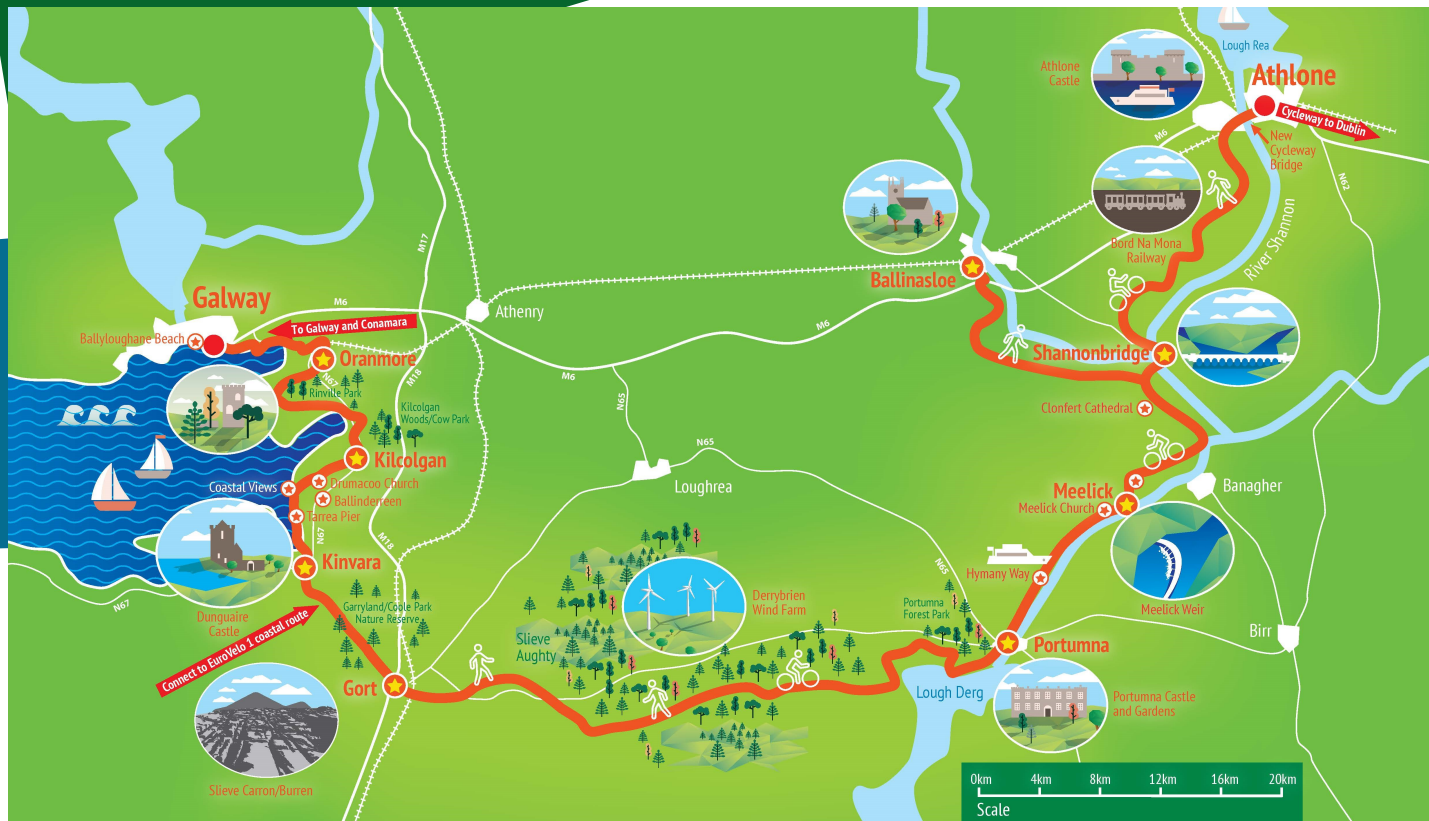 Lough Rea
Athlone
Castle
Athlone
Cycleway to Dublin
M6
New
Cycleway
Bridge
N62
Bord Na Mona
Railway
River Shannon
M17
Ballinasloe
Galway
M6
To Galway and Conamara
Athenry
M6
Ballyloughane Beach
Oranmore
Shannonbridge
N67
M18
M6
Rinville Park
N65
Kilcolgan
Woods/Cow Park
Clonfert Cathedral
N65
Kilcolgan
Drumacoo Church
Coastal Views
Ballinderreen
Loughrea
Meelick
Meelick Church
Banagher
Tarrea Pier
N67
M18
Kinvara
N65
Hymany Way
N67
Dunguaire
Castle
Garryland/Coole Park
Nature Reserve
Derrybrien
Wind Farm
Portumna
Forest Park
Meelick Weir
Connect to EuroVelo 1 coastal route
Slieve
Aughty
Portumna
Birr
Gort
Lough Derg
Portumna Castle
and Gardens
Slieve Carron/Burren
0km 4km 8km 12km 16km 20km
Scale